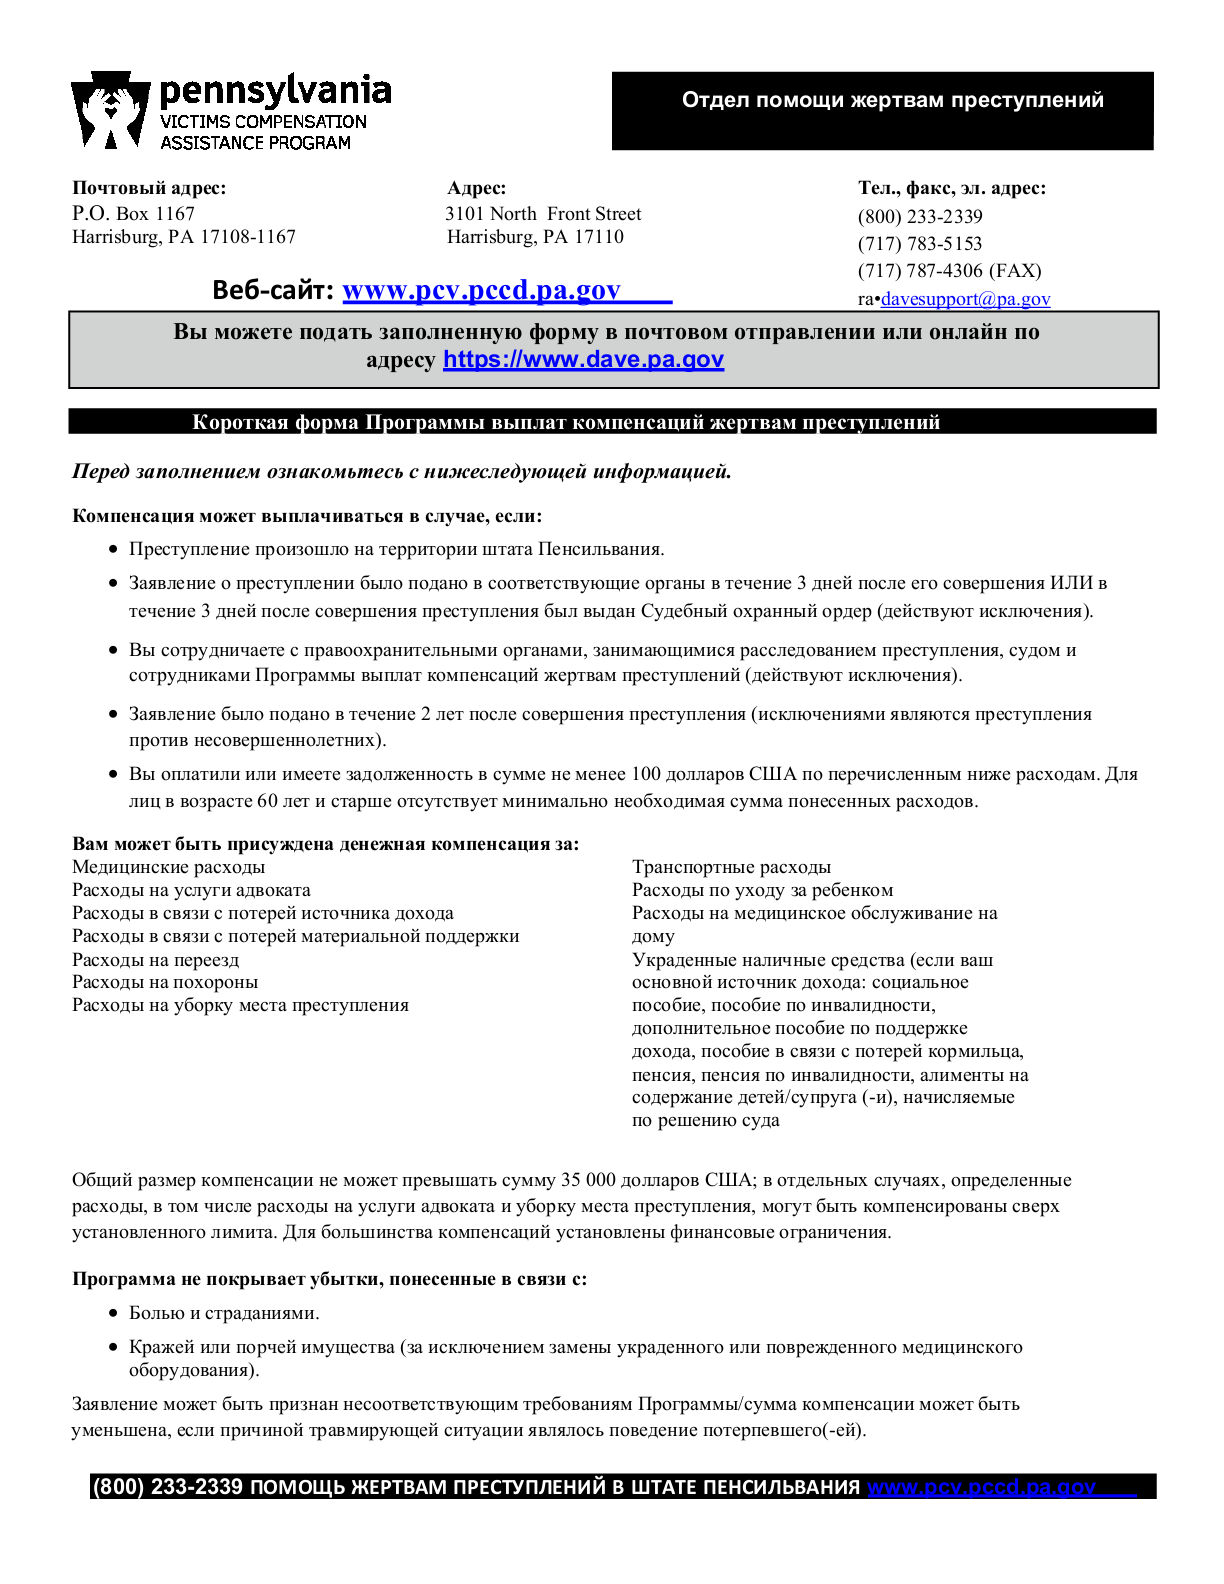 pennsylvania
VICTIMS COMPENSATION
ASSISTANCE PROGRAM
Отдел помощи жертвам преступлений
Почтовый адрес:
P.O. Box 1167
Harrisburg, PA 17108-1167
Адрес:
3101 North Front Street
Harrisburg, PA 17110
Тел., факс, эл. адрес:
(800) 233-2339
(717) 783-5153
(717) 787-4306 (FAX)
ra•davesupport@pa.gov
Веб-сайт: www.pcv.pccd.pa.gov
Вы можете подать заполненную форму в почтовом отправлении или онлайн по
адресу https://www.dave.pa.gov
Короткая форма Программы выплат компенсаций жертвам преступлений
Перед заполнением ознакомьтесь с нижеследующей информацией.
Компенсация может выплачиваться в случае, если:
• Преступление произошло на территории штата Пенсильвания.
• Заявление о преступлении было подано в соответствующие органы в течение 3 дней после его совершения ИЛИ в
течение 3 дней после совершения преступления был выдан Судебный охранный ордер (действуют исключения).
• Вы сотрудничаете с правоохранительными органами, занимающимися расследованием преступления, судом и
сотрудниками Программы выплат компенсаций жертвам преступлений (действуют исключения).
• Заявление было подано в течение 2 лет после совершения преступления (исключениями являются преступления
против несовершеннолетних).
• Вы оплатили или имеете задолженность в сумме не менее 100 долларов США по перечисленным ниже расходам. Для
лиц в возрасте 60 лет и старше отсутствует минимально необходимая сумма понесенных расходов.
Вам может быть присуждена денежная компенсация за:
Медицинские расходы
Расходы на услуги адвоката
Расходы в связи с потерей источника дохода
Расходы в связи с потерей материальной поддержки
Расходы на переезд
Расходы на похороны
Расходы на уборку места преступления
Транспортные расходы
Расходы по уходу за ребенком
Расходы на медицинское обслуживание на
дому
Украденные наличные средства (если ваш
основной источник дохода: социальное
пособие, пособие по инвалидности,
дополнительное пособие по поддержке
дохода, пособие в связи с потерей кормильца,
пенсия, пенсия по инвалидности, алименты на
содержание детей/супруга (-и), начисляемые
по решению суда
Общий размер компенсации не может превышать сумму 35 000 долларов США; в отдельных случаях, определенные
расходы, в том числе расходы на услуги адвоката и уборку места преступления, могут быть компенсированы сверх
установленного лимита. Для большинства компенсаций установлены финансовые ограничения.
Программа не покрывает убытки, понесенные в связи с:
• Болью и страданиями.
• Кражей или порчей имущества (за исключением замены украденного или поврежденного медицинского
оборудования).
Заявление может быть признан несоответствующим требованиям Программы/сумма компенсации может быть
уменьшена, если причиной травмирующей ситуации являлось поведение потерпевшего(-ей).
(800) 233-2339 ПОМОЩЬ ЖЕРТВАМ ПРЕСТУПЛЕНИЙ В ШТАТЕ ПЕНСИЛЬВАНИЯ www.pcv.pccd.pa.gov